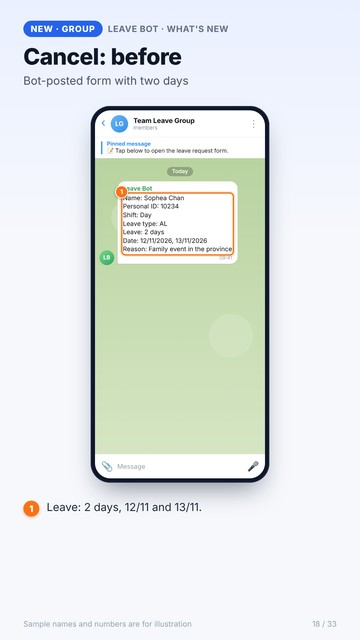 NEW · GROUP LEAVE BOT · WHAT'S NEW
Cancel: before
Bot-posted form with two days
LG Team Leave Group
members
Pinned message
📝 Tap below to open the leave request form.
Today
1
Leave Bot
Name: Sophea Chan
Personal ID: 10234
Shift: Day
Leave type: AL
Leave: 2 days
Date: 12/11/2026, 13/11/2026
Reason: Family event in the province
LB
09:41
Message
1 Leave: 2 days, 12/11 and 13/11.
Sample names and numbers are for illustration 18 / 33